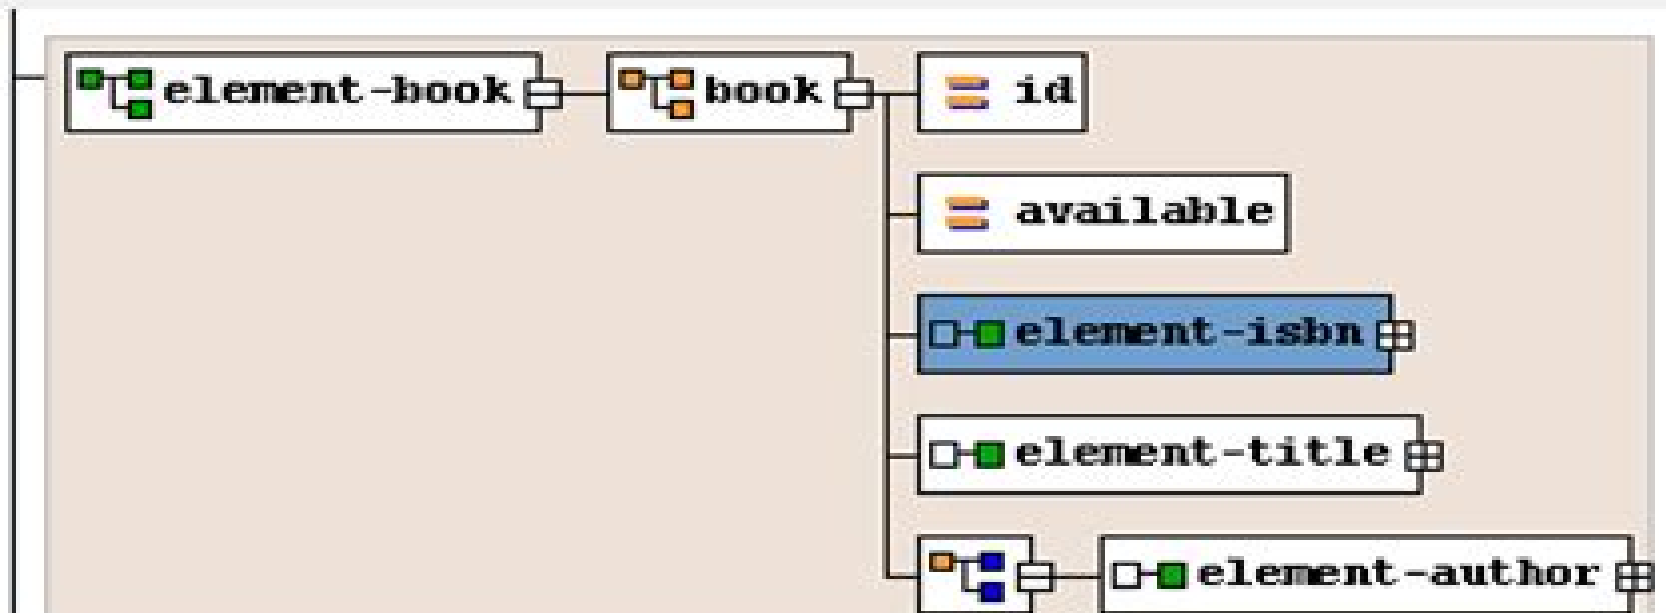 element-book book id
available
element-isbn
element-title
element-author